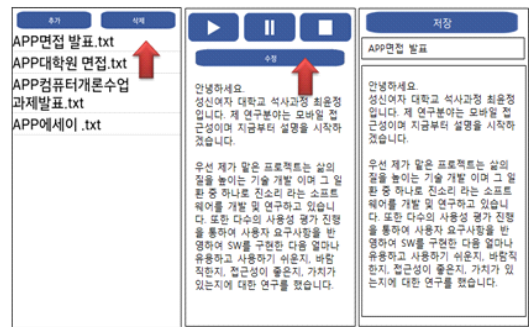 추가
삭제
APP면접 발표.txt
APP대학원 면접.txt
APP컴퓨터개론수업
과제발표.txt
APP에세이 .txt
수정
안녕하세요.
성신여자 대학교 석사과정 최윤정
입니다. 제 연구분야는 모바일 접
근성이며 지금부터 설명을 시작하
겠습니다.
우선 제가 맡은 프로젝트는 삶의
질을 높이는 기술 개발 이며 그 일
환 중 하나로 진소리 라는 소프트
웨어를 개발 및 연구하고 있습니
다. 또한 다수의 사용성 평가 진행
을 통하여 사용자 요구사항을 반
영하여 SW를 구현한 다음 얼마나
유용하고 사용하기 쉬운지, 바람
직한지, 접근성이 좋은지, 가치가
있는지에 대한 연구를 했습니다.
저장
APP면접 발표
안녕하세요.
성신여자 대학교 석사과정 최윤정
입니다. 제 연구분야는 모바일 접
근성이며 지금부터 설명을 시작하
겠습니다.
우선 제가 맡은 프로젝트는 삶의
질을 높이는 기술 개발 이며 그 일
환 중 하나로 진소리 라는 소프트
웨어를 개발 및 연구하고 있습니
다. 또한 다수의 사용성 평가 진행
을 통하여 사용자 요구사항을 반
영하여 SW를 구현한 다음 얼마나
유용하고 사용하기 쉬운지, 바람직
한지, 접근성이 좋은지, 가치가 있
는지에 대한 연구를 했습니다.